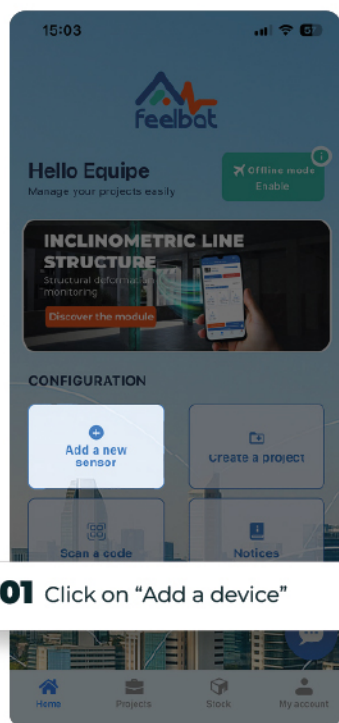 15:03
feelbat
Hello Equipe
Manage your projects easily
Offline mode
Enable
INCLINOMETRIC LINE
STRUCTURE
Structural deformation
monitoring
Discover the module
CONFIGURATION
Add a new
sensor
Create a project
Scan a code
Notices
01 Click on “Add a device”
Home
Projects
Stock
My account